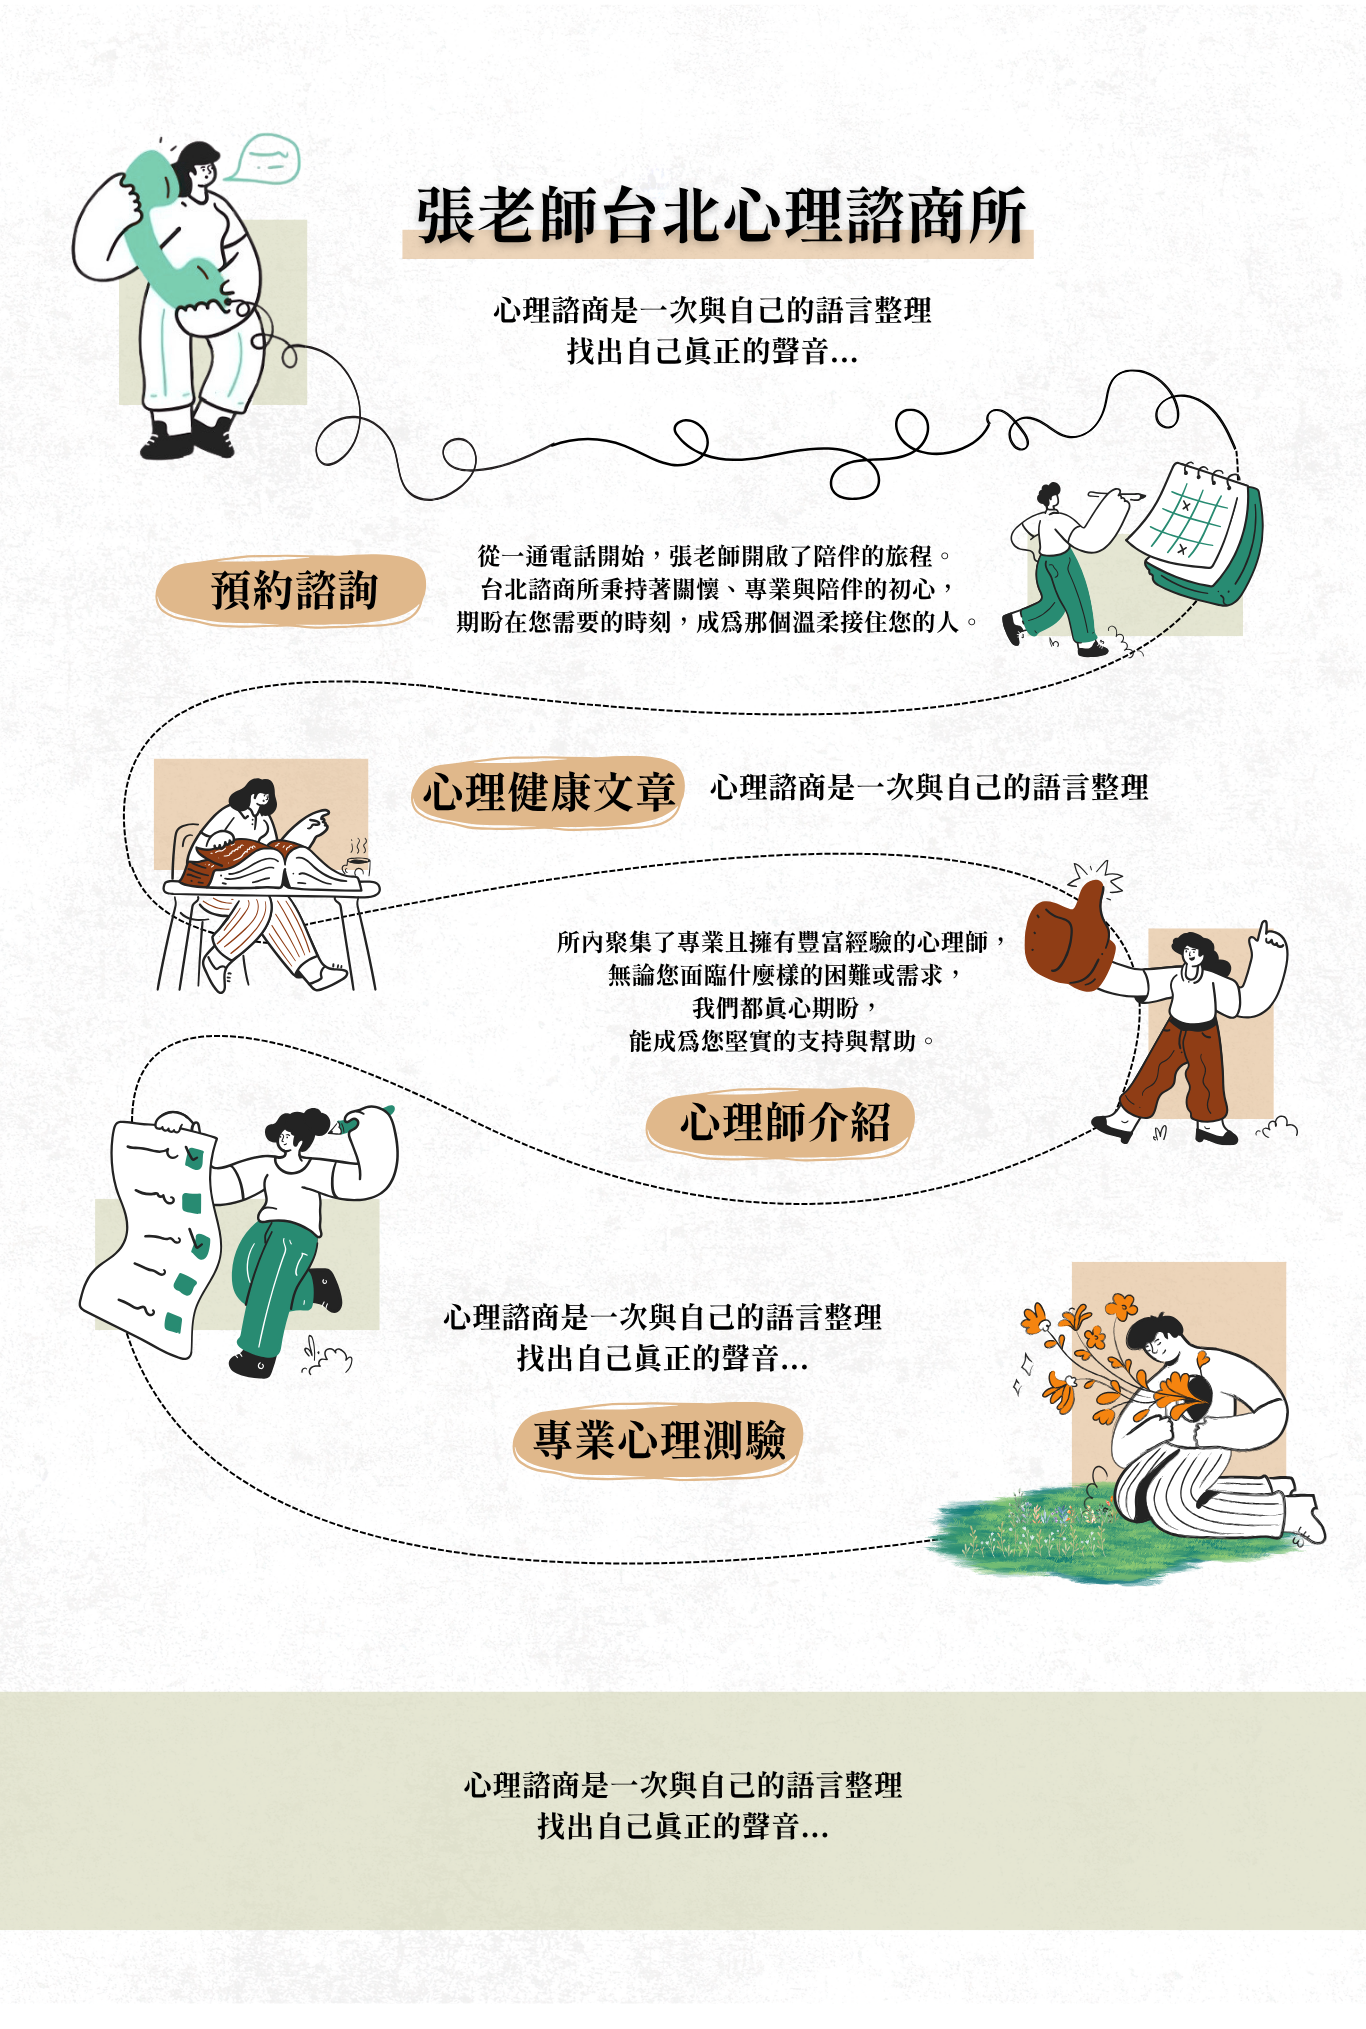 張老師台北心理諮商所
心理諮商是一次與自己的語言整理
找出自己眞正的聲音...
預約諮詢
從一通電話開始，張老師開啟了陪伴的旅程。
台北諮商所秉持著關懷、專業與陪伴的初心，
期盼在您需要的時刻，成爲那個溫柔接住您的人。
心理健康文章
心理諮商是一次與自己的語言整理
所內聚集了專業且擁有豐富經驗的心理師，
無論您面臨什麼樣的困難或需求，
我們都眞心期盼，
能成爲您堅實的支持與幫助。
心理師介紹
心理諮商是一次與自己的語言整理
找出自己眞正的聲音...
專業心理測驗
心理諮商是一次與自己的語言整理
找出自己眞正的聲音...